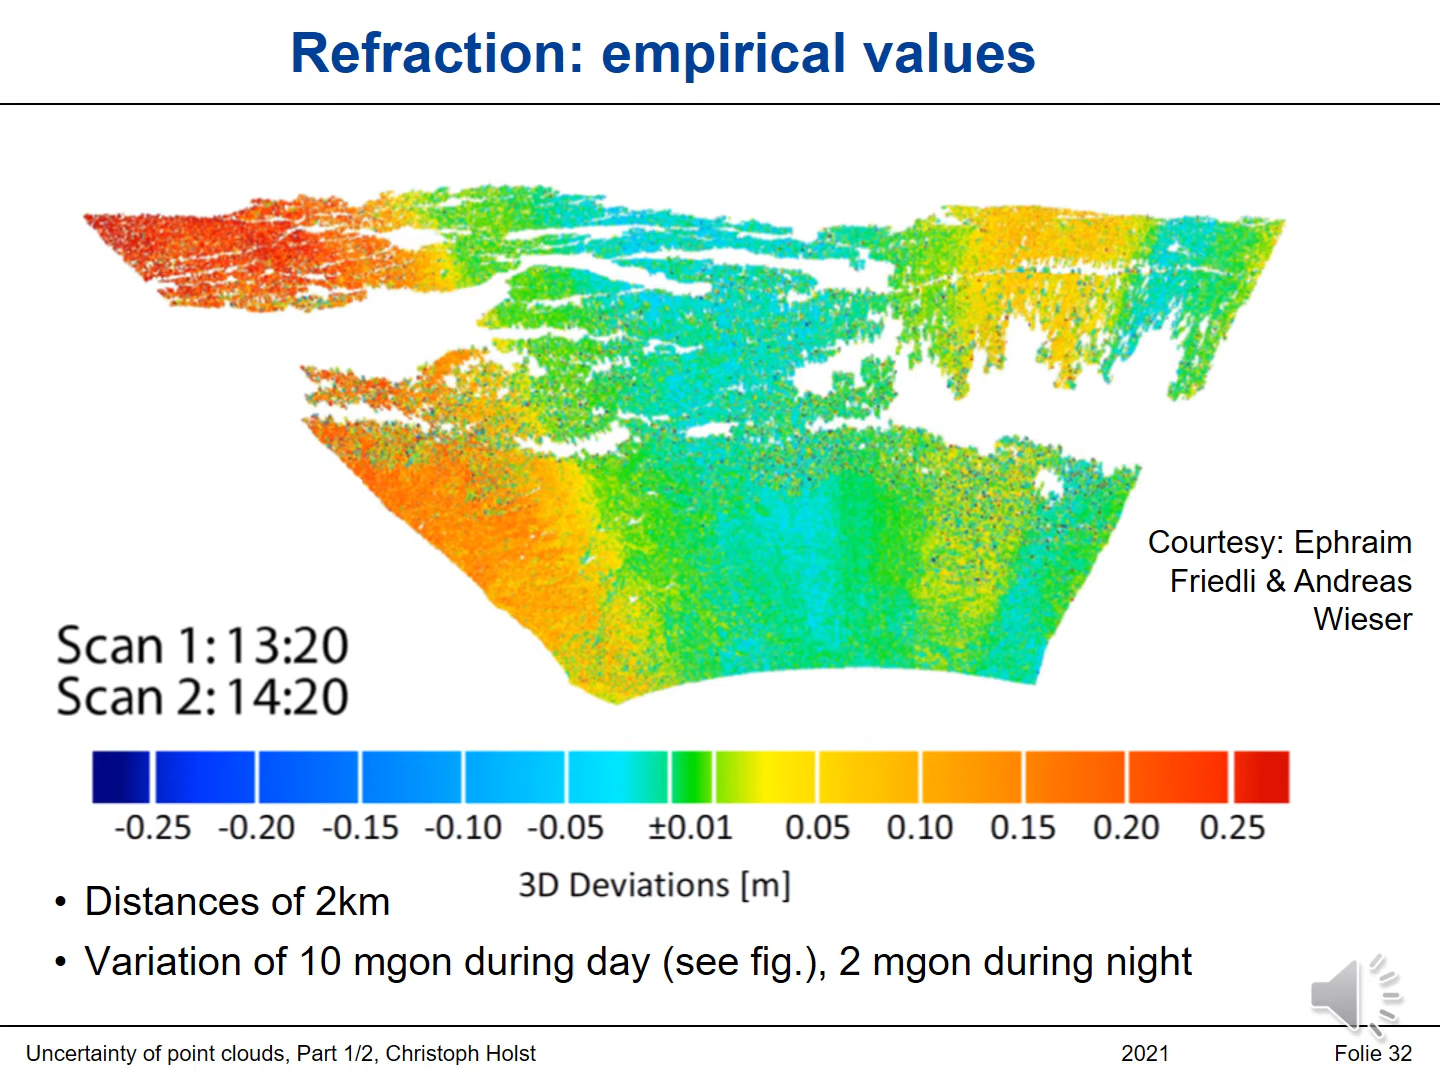 Refraction: empirical values
Courtesy: Ephraim
Friedli & Andreas
Wieser
Scan 1: 13:20
Scan 2: 14:20
-0.25 -0.20 -0.15 -0.10 -0.05 ±0.01 0.05 0.10 0.15 0.20 0.25
3D Deviations [m]
• Distances of 2km
• Variation of 10 mgon during day (see fig.), 2 mgon during night
Uncertainty of point clouds, Part 1/2, Christoph Holst 2021 Folie 32